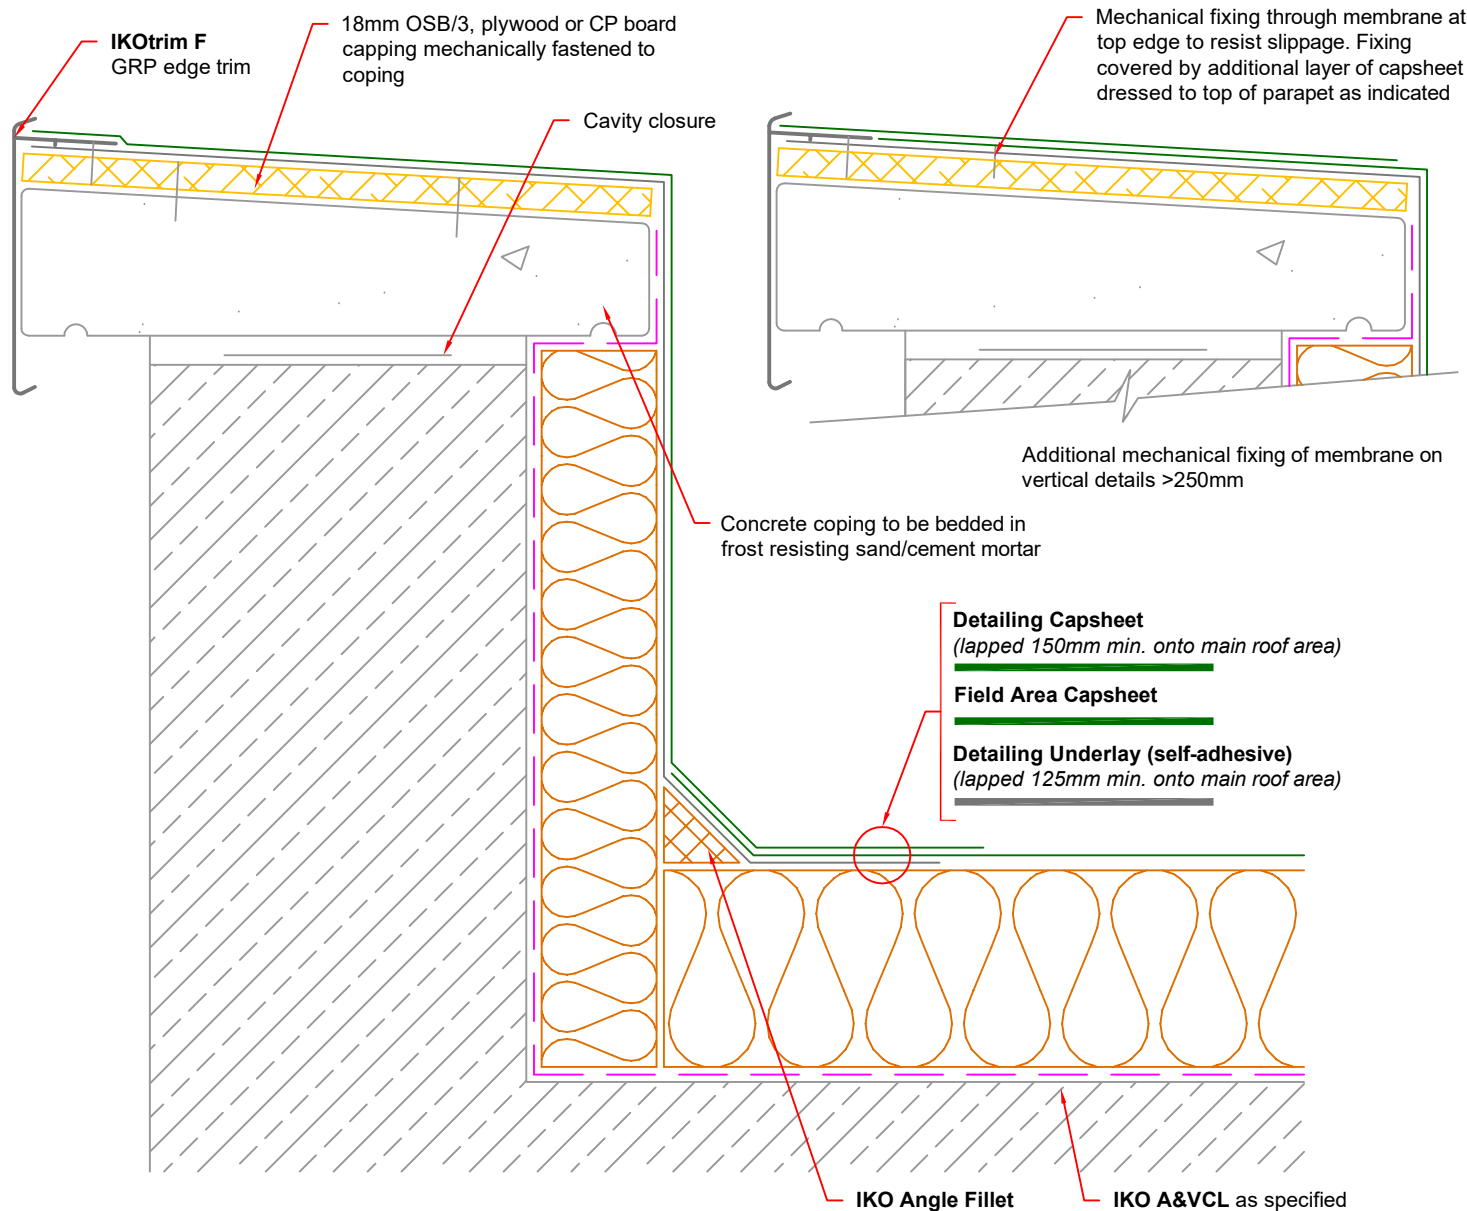 IKOtrim F
GRP edge trim
18mm OSB/3, plywood or CP board
capping mechanically fastened to
coping
Cavity closure
Mechanical fixing through membrane at
top edge to resist slippage. Fixing
covered by additional layer of capsheet
dressed to top of parapet as indicated
Additional mechanical fixing of membrane on
vertical details >250mm
Concrete coping to be bedded in
frost resisting sand/cement mortar
Detailing Capsheet
(lapped 150mm min. onto main roof area)
Field Area Capsheet
Detailing Underlay (self-adhesive)
(lapped 125mm min. onto main roof area)
IKO Angle Fillet
IKO A&VCL as specified